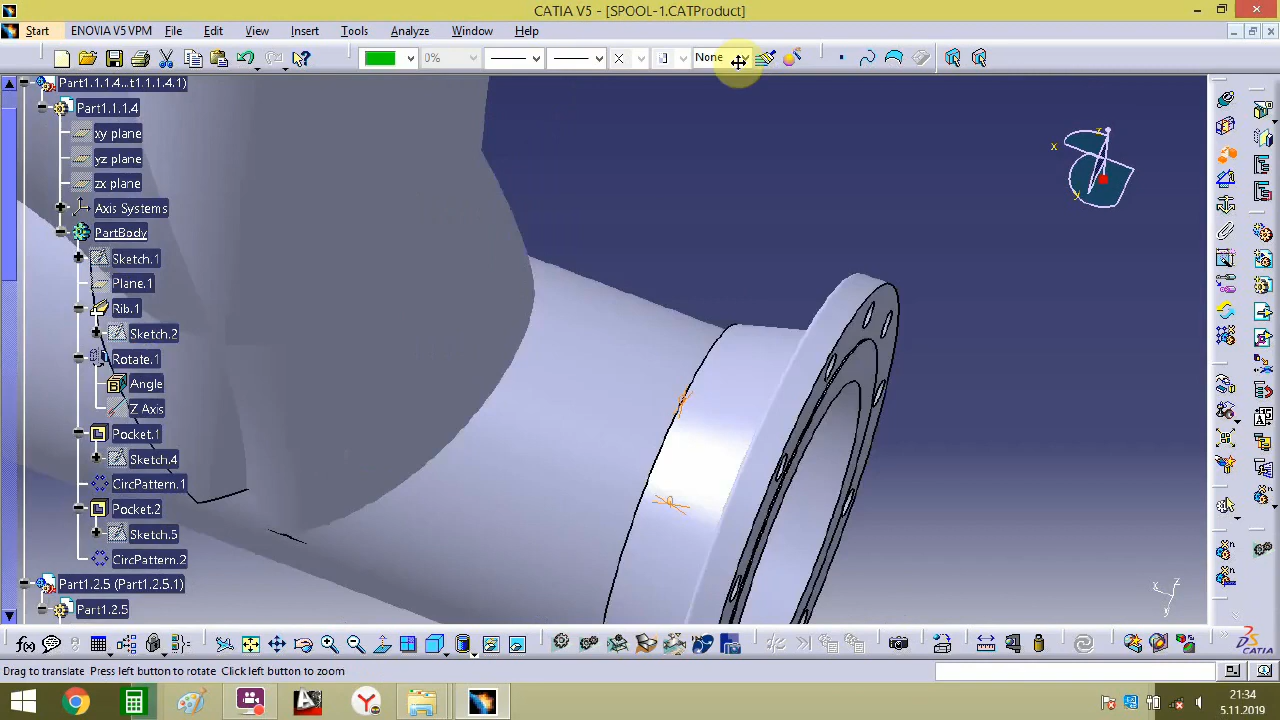 CATIA V5 - [SPOOL-1.CATProduct]
Start ENOVIA V5 VPM File Edit View Insert Tools Analyze Window Help
0% None
Part1.1.1.4...t1.1.1.4.1)
Part1.1.1.4
xy plane
yz plane
zx plane
Axis Systems
PartBody
Sketch.1
Plane.1
Rib.1
Sketch.2
Rotate.1
Angle
Z Axis
Pocket.1
Sketch.4
CircPattern.1
Pocket.2
Sketch.5
CircPattern.2
Part1.2.5 (Part1.2.5.1)
Part1.2.5
x
z
y
x
z
y
CATIA
Drag to translate Press left button to rotate Click left button to zoom
21:34
5.11.2019